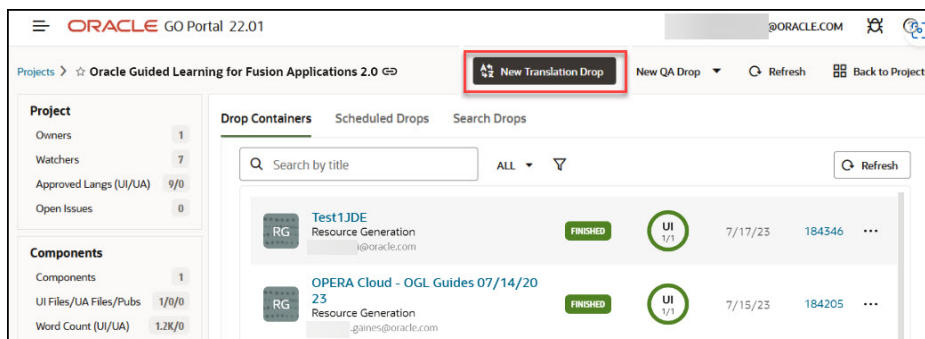 ORACLE GO Portal 22.01
@ORACLE.COM
Projects > Oracle Guided Learning for Fusion Applications 2.0
New Translation Drop
New QA Drop
Refresh
Back to Project
Project
Owners 1
Watchers 7
Approved Langs (UI/UA) 9/0
Open Issues 0
Components
Components 1
UI Files/UA Files/Pubs 1/0/0
Word Count (UI/UA) 1.2K/0
Drop Containers Scheduled Drops Search Drops
Search by title
ALL
Refresh
RG
Test1JDE
Resource Generation
@oracle.com
FINISHED
UI
1/1
7/17/23
184346
RG
OPERA Cloud - OGL Guides 07/14/20
23
Resource Generation
.gaines@oracle.com
FINISHED
UI
1/1
7/15/23
184205